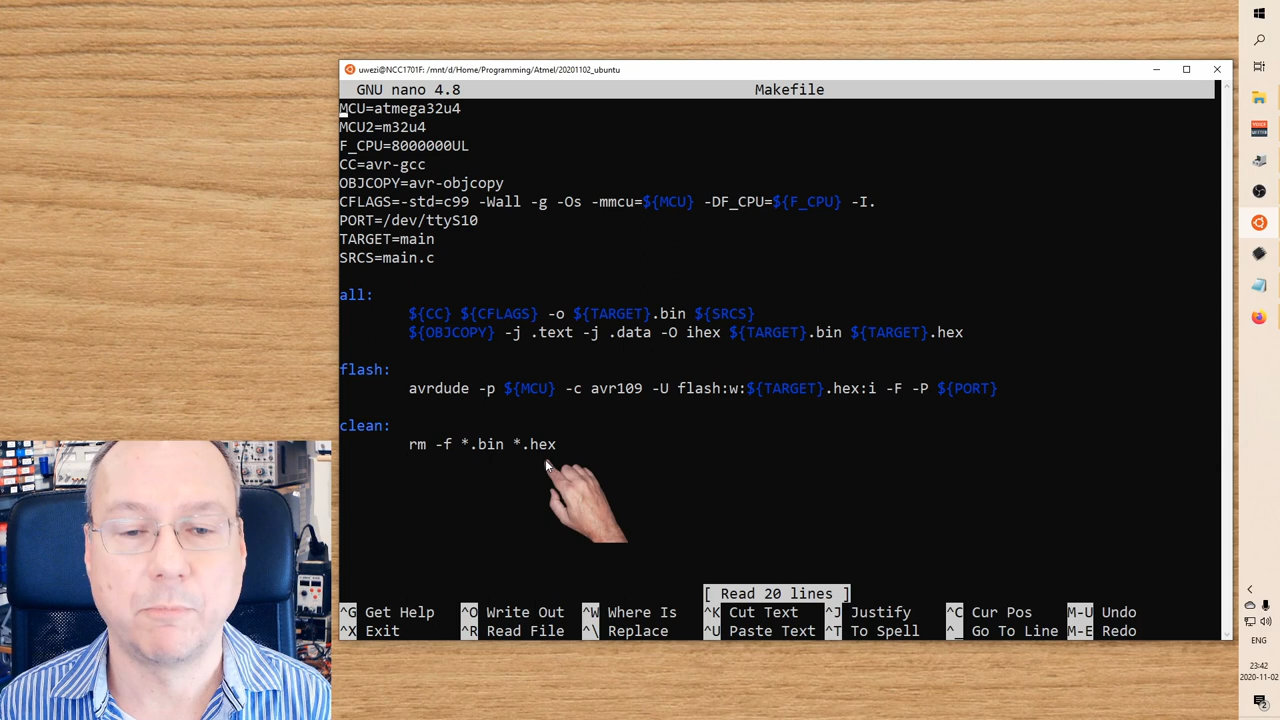 uwezi@NCC1701F: /mnt/d/Home/Programming/Atmel/20201102_ubuntu
GNU nano 4.8 Makefile
MCU=atmega32u4
MCU2=m32u4
F_CPU=8000000UL
CC=avr-gcc
OBJCOPY=avr-objcopy
CFLAGS=-std=c99 -Wall -g -Os -mmcu=${MCU} -DF_CPU=${F_CPU} -I.
PORT=/dev/ttyS10
TARGET=main
SRCS=main.c
all:
${CC} ${CFLAGS} -o ${TARGET}.bin ${SRCS}
${OBJCOPY} -j .text -j .data -O ihex ${TARGET}.bin ${TARGET}.hex
flash:
avrdude -p ${MCU} -c avr109 -U flash:w:${TARGET}.hex:i -F -P ${PORT}
clean:
rm -f *.bin *.hex
[ Read 20 lines ]
^G Get Help ^O Write Out ^W Where Is ^K Cut Text ^J Justify ^C Cur Pos M-U Undo
^X Exit ^R Read File ^\ Replace ^U Paste Text ^T To Spell ^_ Go To Line M-E Redo
ENG
23:42
2020-11-02